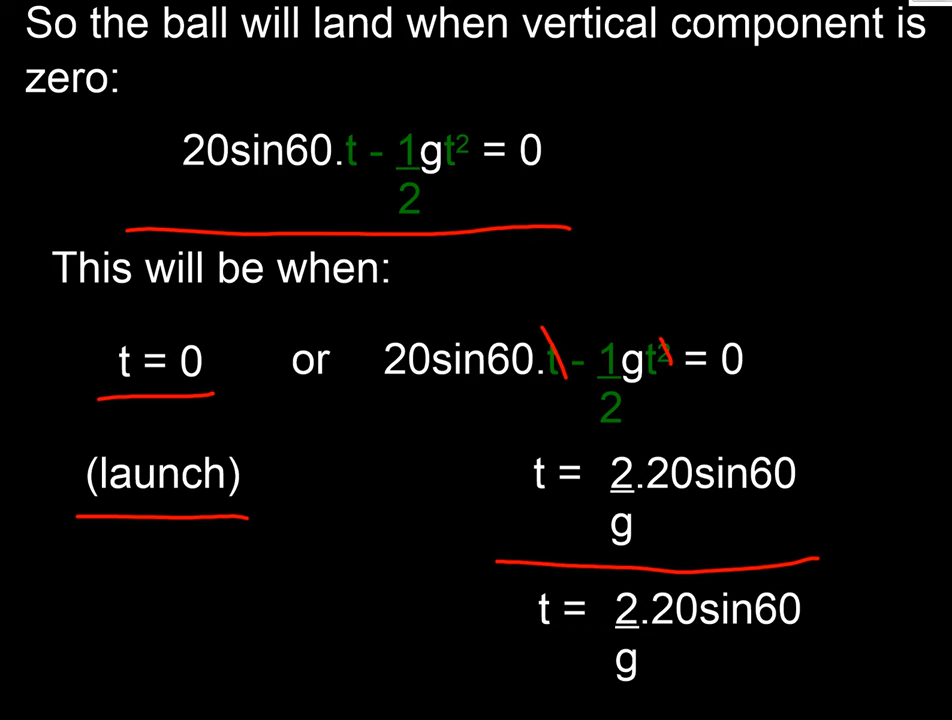 So the ball will land when vertical component is
zero:
20sin60.t - 1gt² = 0
2
This will be when:
t = 0 or 20sin60.t - 1gt² = 0
2
(launch) t = 2.20sin60
g
t = 2.20sin60
g